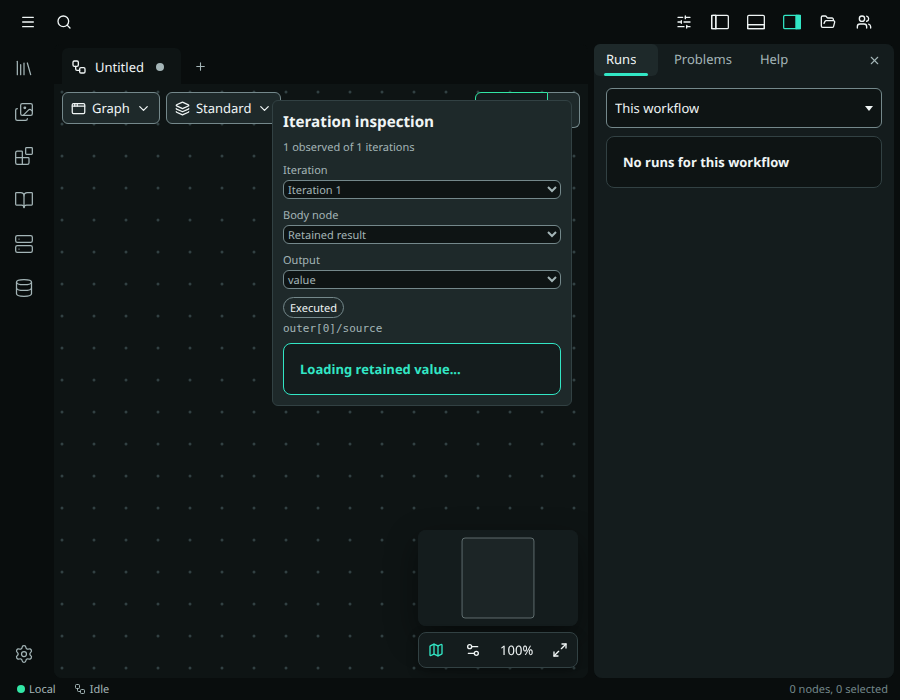 Untitled
Runs
Problems
Help
Graph
Standard
This workflow
No runs for this workflow
Iteration inspection
1 observed of 1 iterations
Iteration
Iteration 1
Body node
Retained result
Output
value
Executed
outer[0]/source
Loading retained value...
100%
Local
Idle
0 nodes, 0 selected